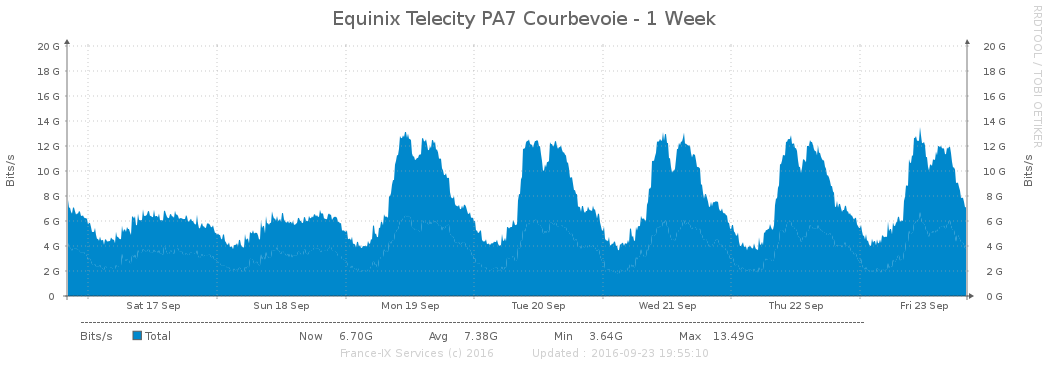 Equinix Telecity PA7 Courbevoie - 1 Week
RRDTOOL / TOBI OETIKER
Bits/s
20 G 20 G
18 G 18 G
16 G 16 G
14 G 14 G
12 G 12 G
10 G 10 G
8 G 8 G
6 G 6 G
4 G 4 G
2 G 2 G
0 0 G
Bits/s
Sat 17 Sep Sun 18 Sep Mon 19 Sep Tue 20 Sep Wed 21 Sep Thu 22 Sep Fri 23 Sep
Bits/s Total Now 6.70G Avg 7.38G Min 3.64G Max 13.49G
France-IX Services (c) 2016 Updated : 2016-09-23 19:55:10